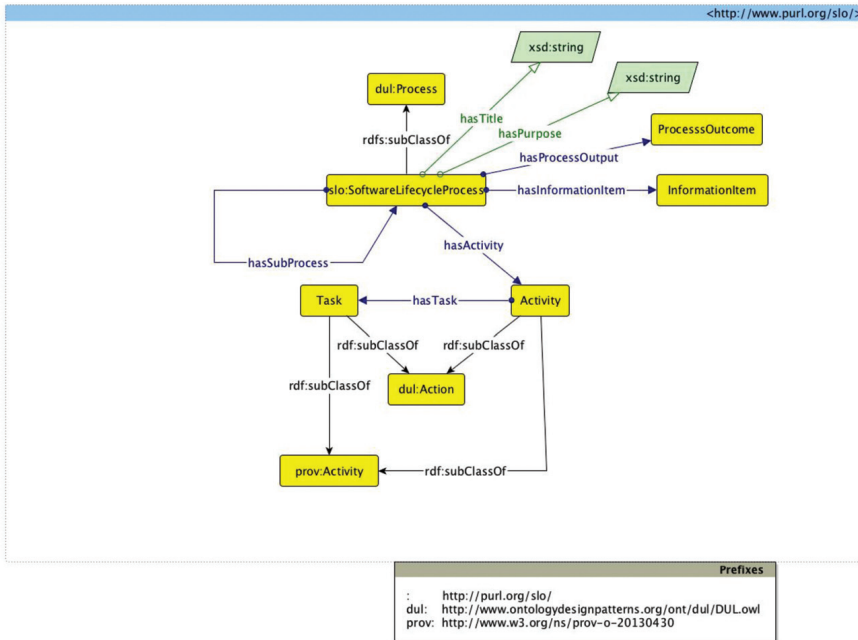 <http://www.purl.org/slo/>
xsd:string
xsd:string
dul:Process
hasTitle
hasPurpose
ProcesssOutcome
rdfs:subClassOf
hasProcessOutput
slo:SoftwareLifecycleProcess
hasInformationItem
InformationItem
hasActivity
hasSubProcess
Task
hasTask
Activity
rdf:subClassOf
rdf:subClassOf
rdf:subClassOf
dul:Action
prov:Activity
rdf:subClassOf
Prefixes
: http://purl.org/slo/
dul: http://www.ontologydesignpatterns.org/ont/dul/DUL.owl
prov: http://www.w3.org/ns/prov-o-20130430